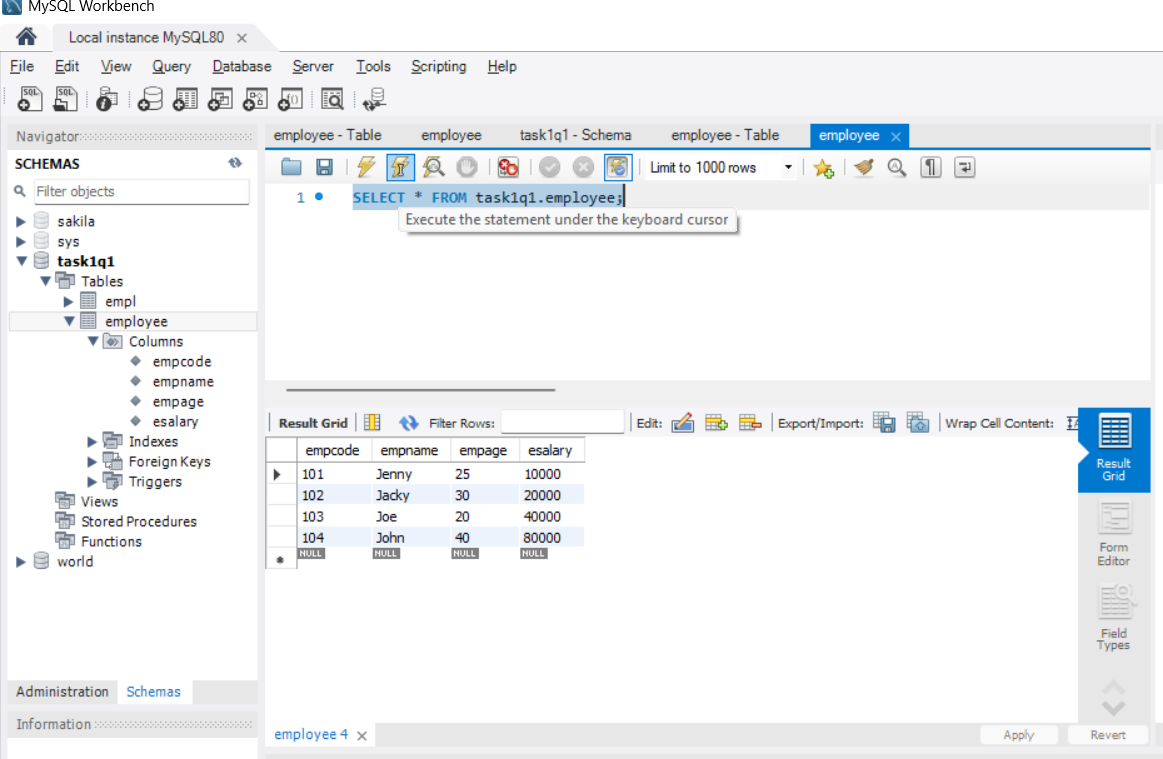 MySQL Workbench
Local instance MySQL80
File Edit View Query Database Server Tools Scripting Help
Navigator
SCHEMAS
Filter objects
sakila
sys
task1q1
Tables
empl
employee
Columns
empcode
empname
empage
esalary
Indexes
Foreign Keys
Triggers
Views
Stored Procedures
Functions
world
Administration Schemas
Information
employee - Table employee task1q1 - Schema employee - Table employee
Limit to 1000 rows
1 SELECT * FROM task1q1.employee;
Execute the statement under the keyboard cursor
Result Grid Filter Rows: Edit: Export/Import: Wrap Cell Content:
empcode empname empage esalary
101 Jenny 25 10000
102 Jacky 30 20000
103 Joe 20 40000
104 John 40 80000
NULL NULL NULL NULL
Result
Grid
Form
Editor
Field
Types
employee 4
Apply Revert